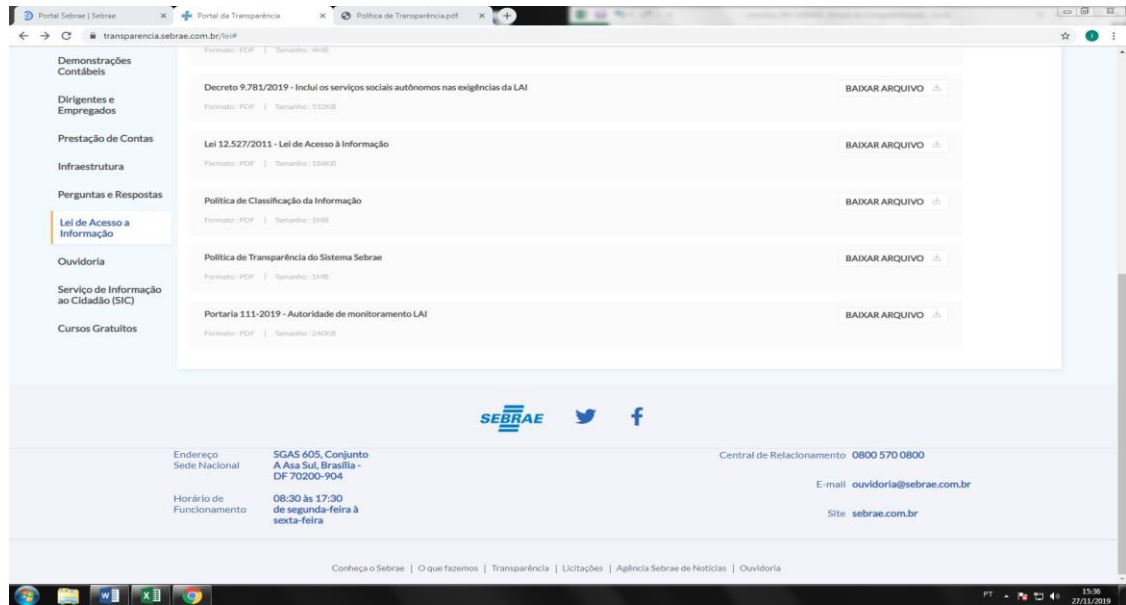 Portal Sebrae | Sebrae
Portal da Transparência
Política de Transparência.pdf
transparencia.sebrae.com.br/lei#
Formato : PDF | Tamanho : 4MB
Demonstrações
Contábeis
Dirigentes e
Empregados
Prestação de Contas
Infraestrutura
Perguntas e Respostas
Lei de Acesso a
Informação
Ouvidoria
Serviço de Informação
ao Cidadão (SIC)
Cursos Gratuitos
Decreto 9.781/2019 - Inclui os serviços sociais autônomos nas exigências da LAI
BAIXAR ARQUIVO
Formato : PDF | Tamanho : 532KB
Lei 12.527/2011 - Lei de Acesso à Informação
BAIXAR ARQUIVO
Formato : PDF | Tamanho : 186KB
Política de Classificação da Informação
BAIXAR ARQUIVO
Formato : PDF | Tamanho : 1MB
Política de Transparência do Sistema Sebrae
BAIXAR ARQUIVO
Formato : PDF | Tamanho : 1MB
Portaria 111-2019 - Autoridade de monitoramento LAI
BAIXAR ARQUIVO
Formato : PDF | Tamanho : 246KB
SEBRAE
Endereço
Sede Nacional
SGAS 605, Conjunto
A Asa Sul, Brasília -
DF 70200-904
Horário de
Funcionamento
08:30 às 17:30
de segunda-feira à
sexta-feira
Central de Relacionamento 0800 570 0800
E-mail ouvidoria@sebrae.com.br
Site sebrae.com.br
Conheça o Sebrae | O que fazemos | Transparência | Licitações | Agência Sebrae de Notícias | Ouvidoria
PT
15:36
27/11/2019